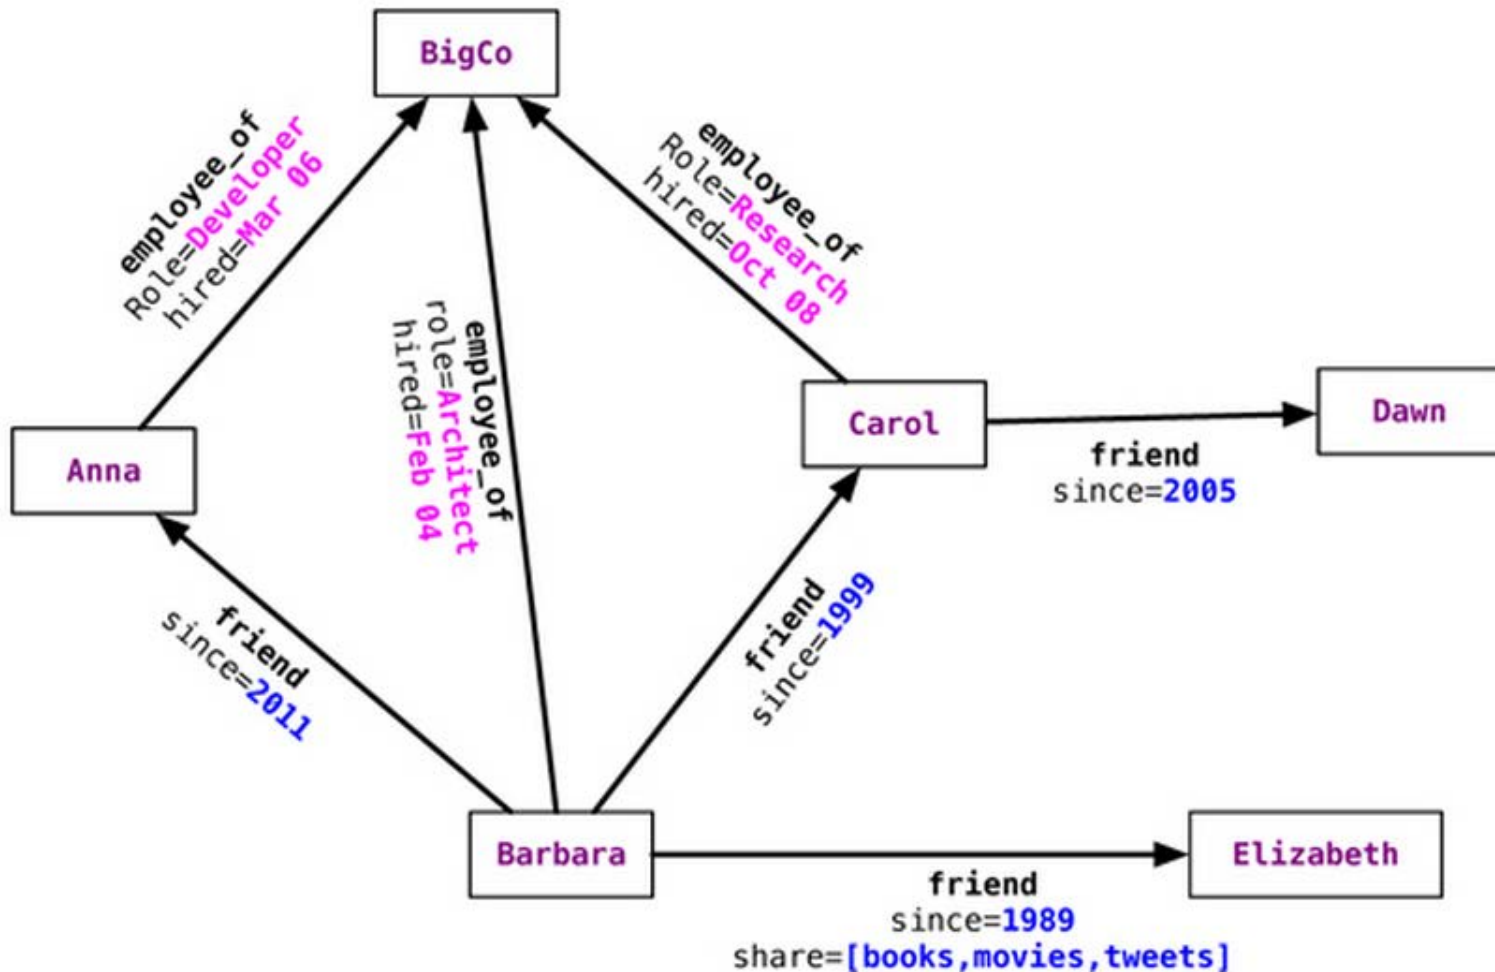 BigCo
employee_of
Role=Developer
hired=Mar 06
employee_of
Role=Research
hired=Oct 08
employee_of
role=Architect
hired=Feb 04
Anna
Carol
Dawn
friend
since=2005
friend
since=2011
friend
since=1999
Barbara
Elizabeth
friend
since=1989
share=[books,movies,tweets]